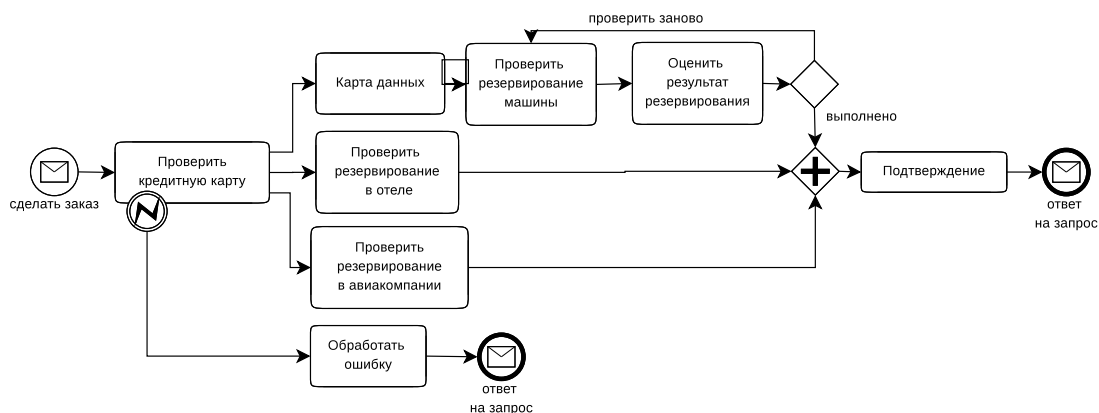 проверить заново
Карта данных
Проверить
резервирование
машины
Оценить
результат
резервирования
выполнено
Проверить
кредитную карту
сделать заказ
Проверить
резервирование
в отеле
Подтверждение
ответ
на запрос
Проверить
резервирование
в авиакомпании
Обработать
ошибку
ответ
на запрос